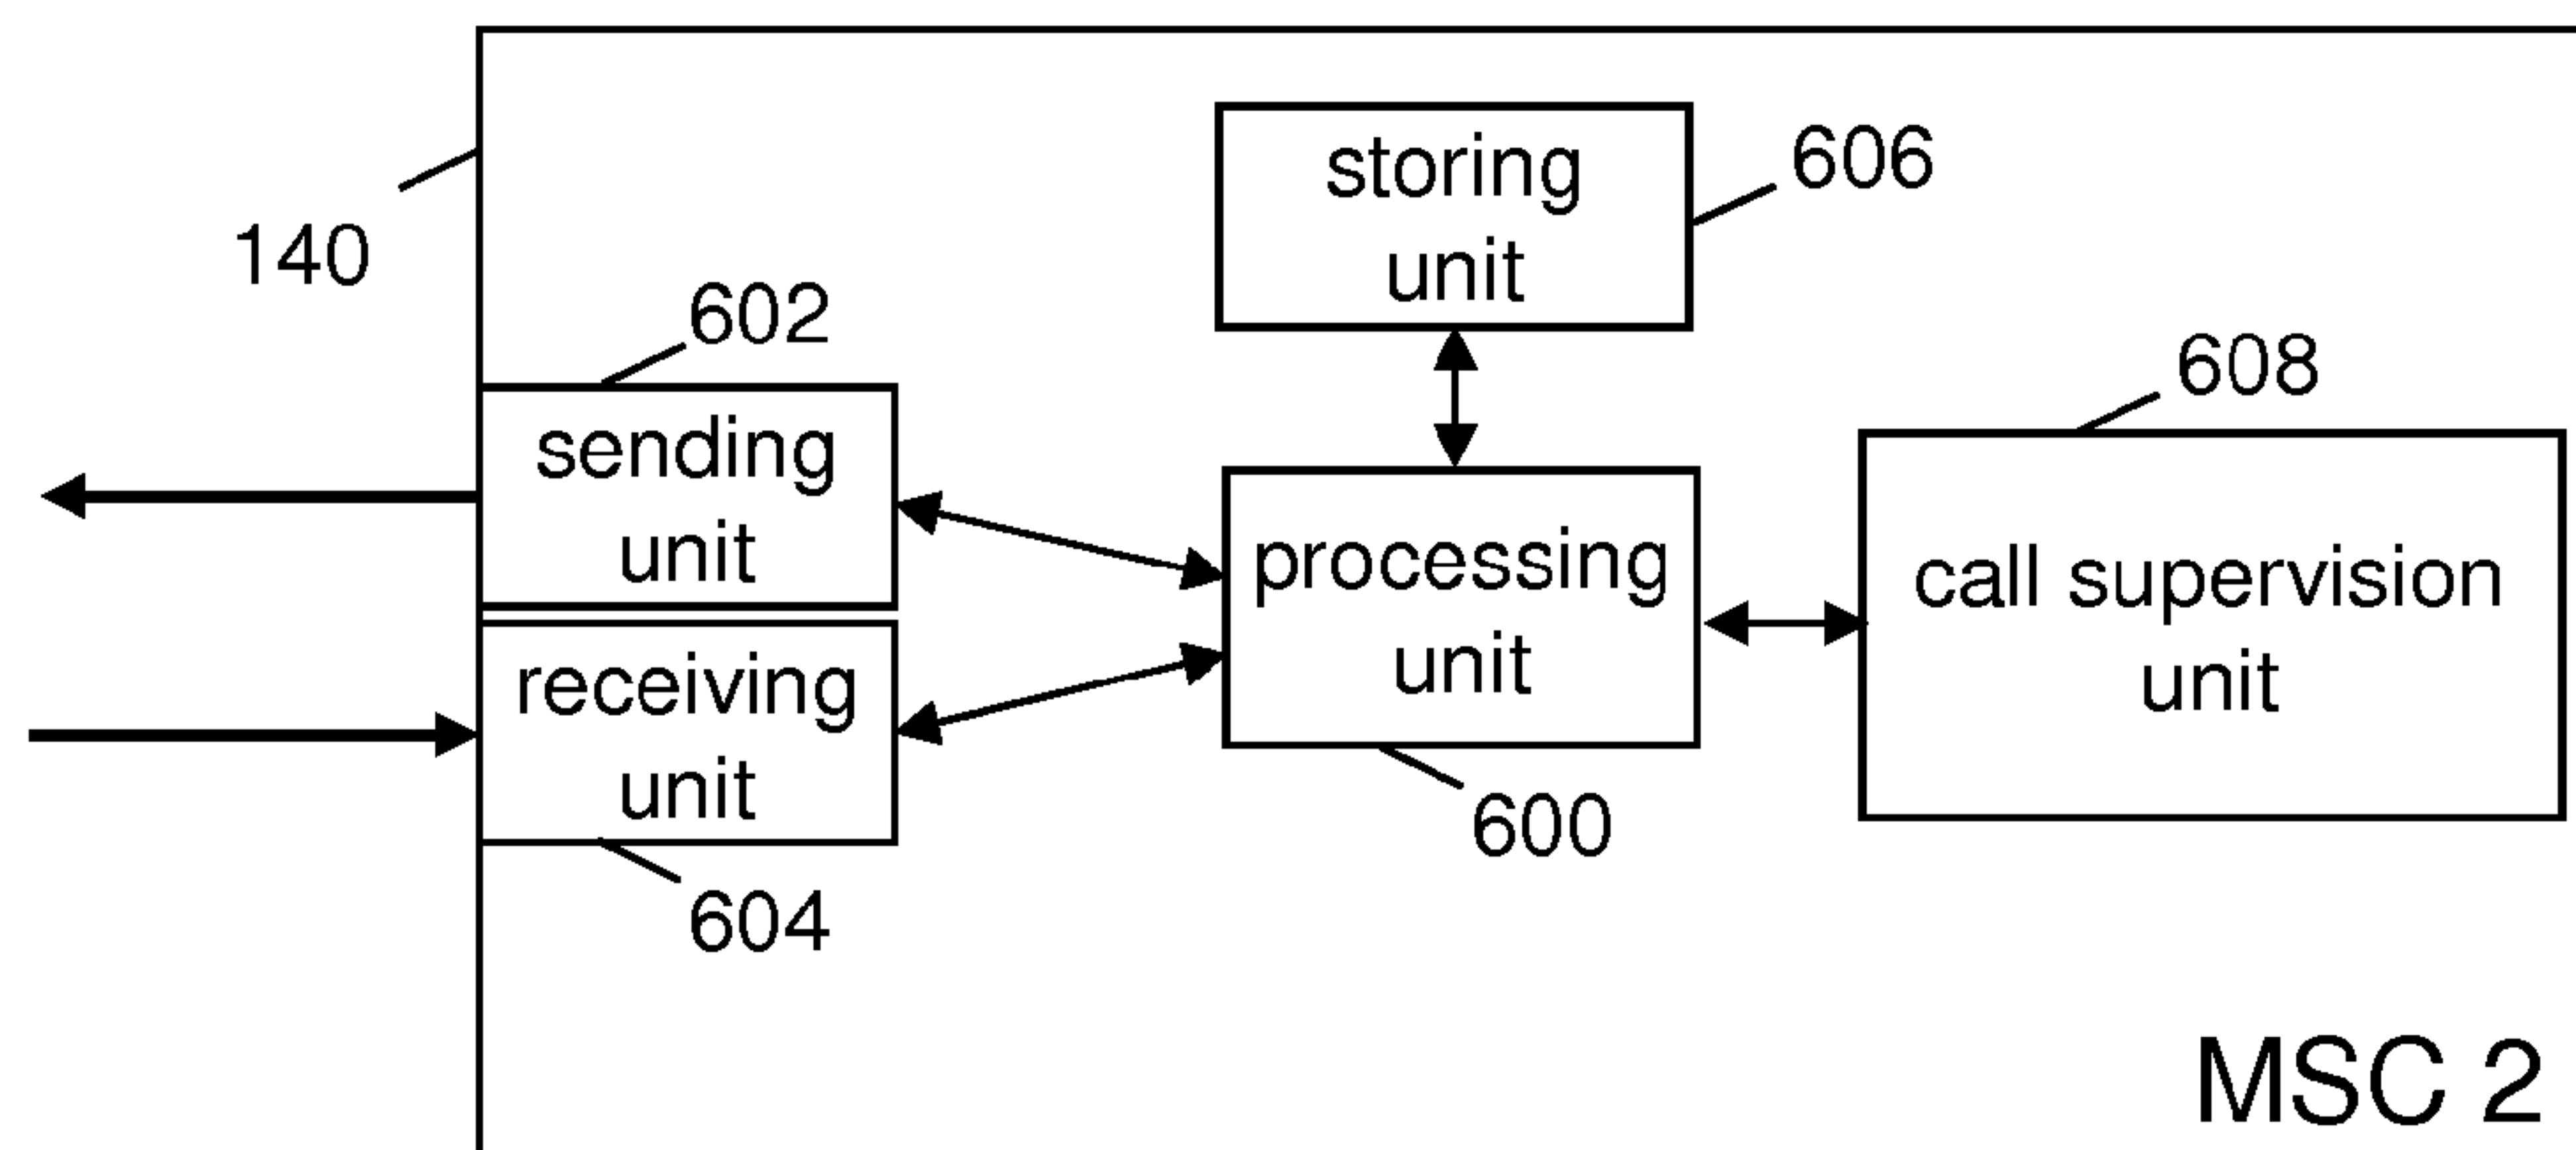 storing
unit
606
140
602
608
sending
unit
processing
unit
call supervision
unit
receiving
unit
600
604
MSC 2